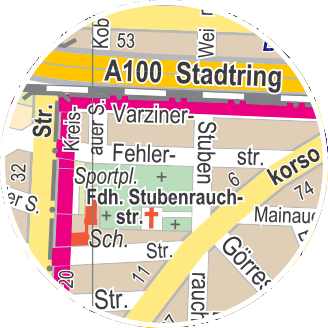 Kob
53
Wei
A100 Stadtring
Str.
Kreis-
auer S.
Varziner-
Stuben
Fehler-
str.
korso
32
Sportpl.
6
74
Fdh. Stubenrauch-
str.
er S.
Mainau
Sch.
Str.
Görres
11
20
Str.
rauch